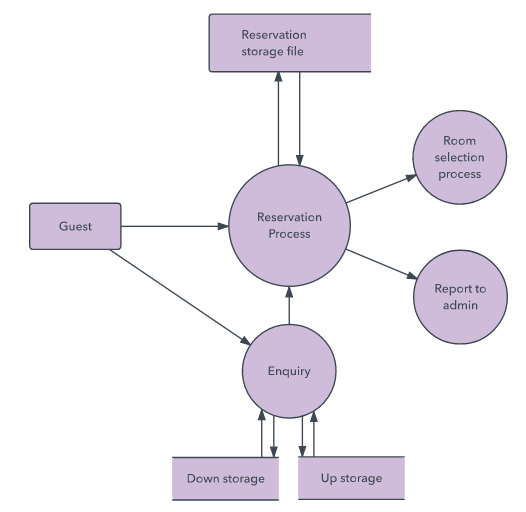 Reservation
storage file
Room
selection
process
Guest
Reservation
Process
Report to
admin
Enquiry
Down storage
Up storage